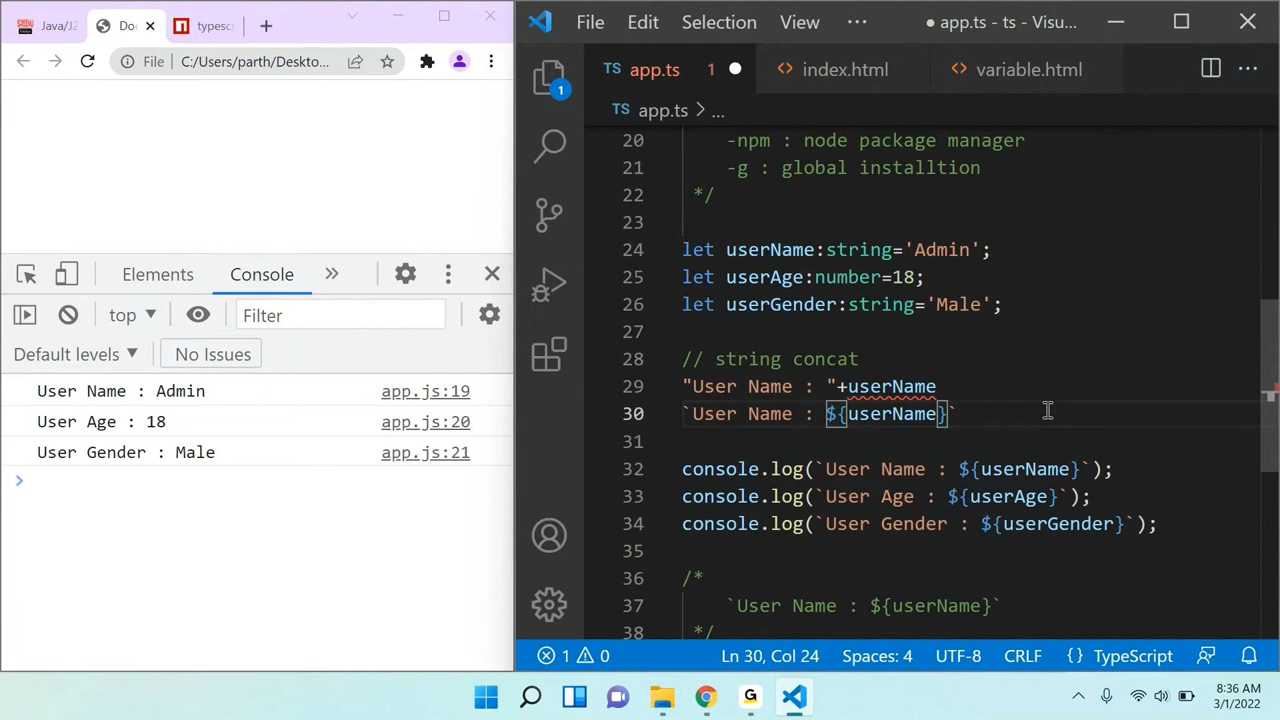 Java/J2
Doc
typesc
File Edit Selection View ··· ● app.ts - ts - Visu...
File C:/Users/parth/Deskto...
TS app.ts 1
index.html
variable.html
1
TS app.ts > ...
20 -npm : node package manager
21 -g : global installtion
22 */
23
24 let userName:string='Admin';
25 let userAge:number=18;
26 let userGender:string='Male';
27
28 // string concat
29 "User Name : "+userName
30 `User Name : ${userName}`
31
32 console.log(`User Name : ${userName}`);
33 console.log(`User Age : ${userAge}`);
34 console.log(`User Gender : ${userGender}`);
35
36 /*
37 `User Name : ${userName}`
38 */
Elements Console »
top Filter
Default levels No Issues
User Name : Admin app.js:19
User Age : 18 app.js:20
User Gender : Male app.js:21
>
1 0 Ln 30, Col 24 Spaces: 4 UTF-8 CRLF {} TypeScript
G
8:36 AM
3/1/2022